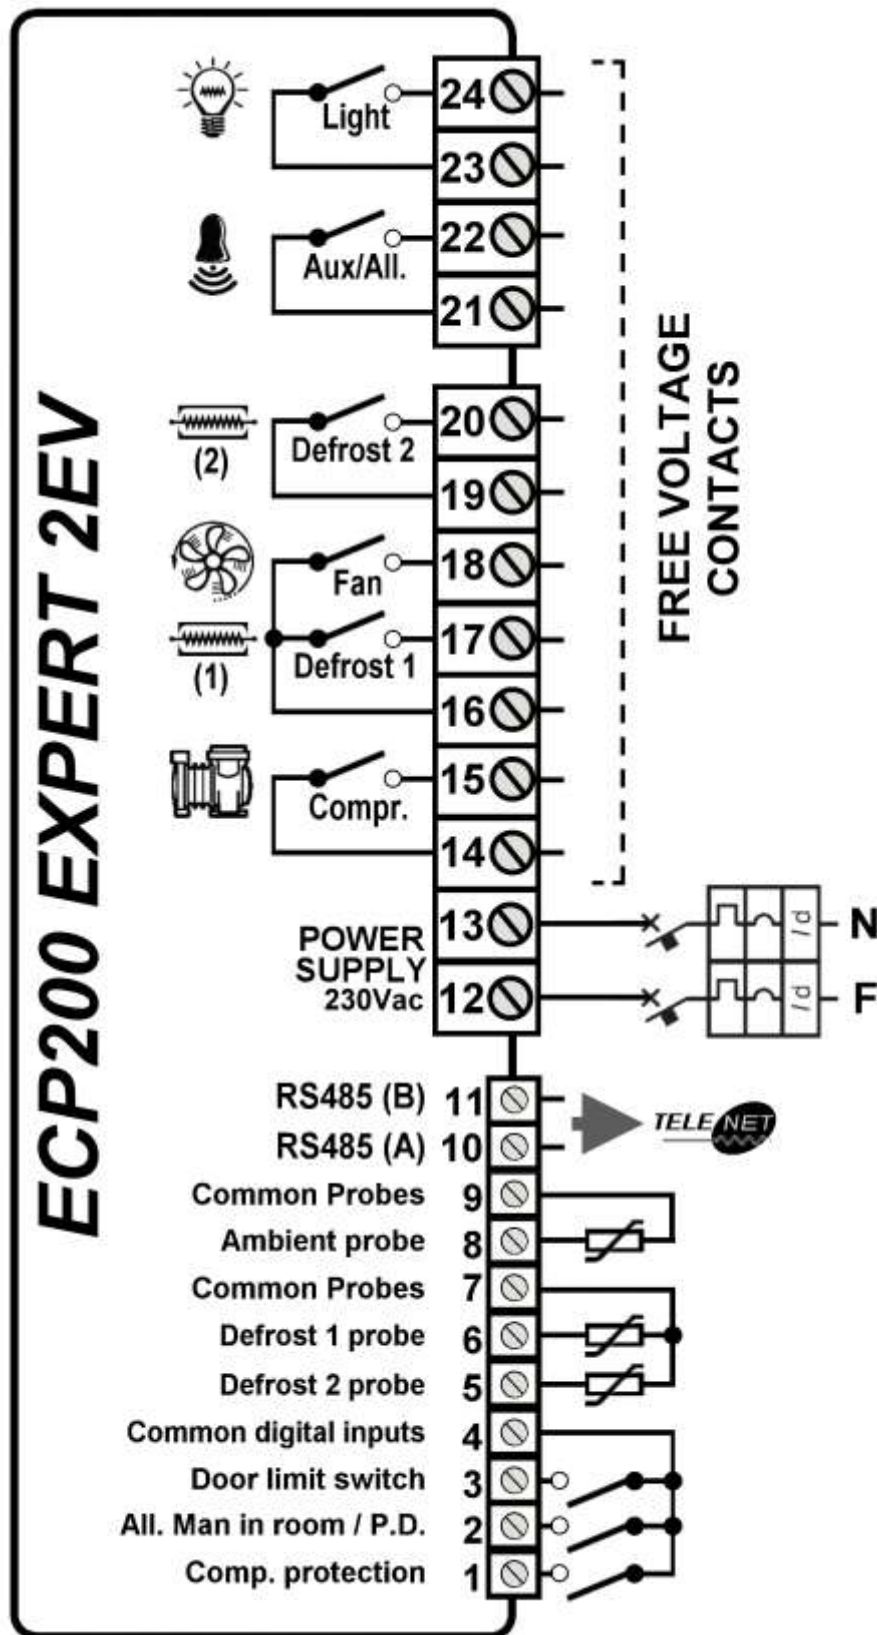 24
Light
23
22
Aux/All.
21
20
Defrost 2
(2)
19
18
Fan
17
Defrost 1
(1)
16
15
Compr.
14
FREE VOLTAGE
CONTACTS
ECP200 EXPERT 2EV
13
N
POWER
SUPPLY
230Vac
12
F
I d
I d
RS485 (B) 11
RS485 (A) 10
TELE NET
Common Probes 9
Ambient probe 8
Common Probes 7
Defrost 1 probe 6
Defrost 2 probe 5
Common digital inputs 4
Door limit switch 3
All. Man in room / P.D. 2
Comp. protection 1